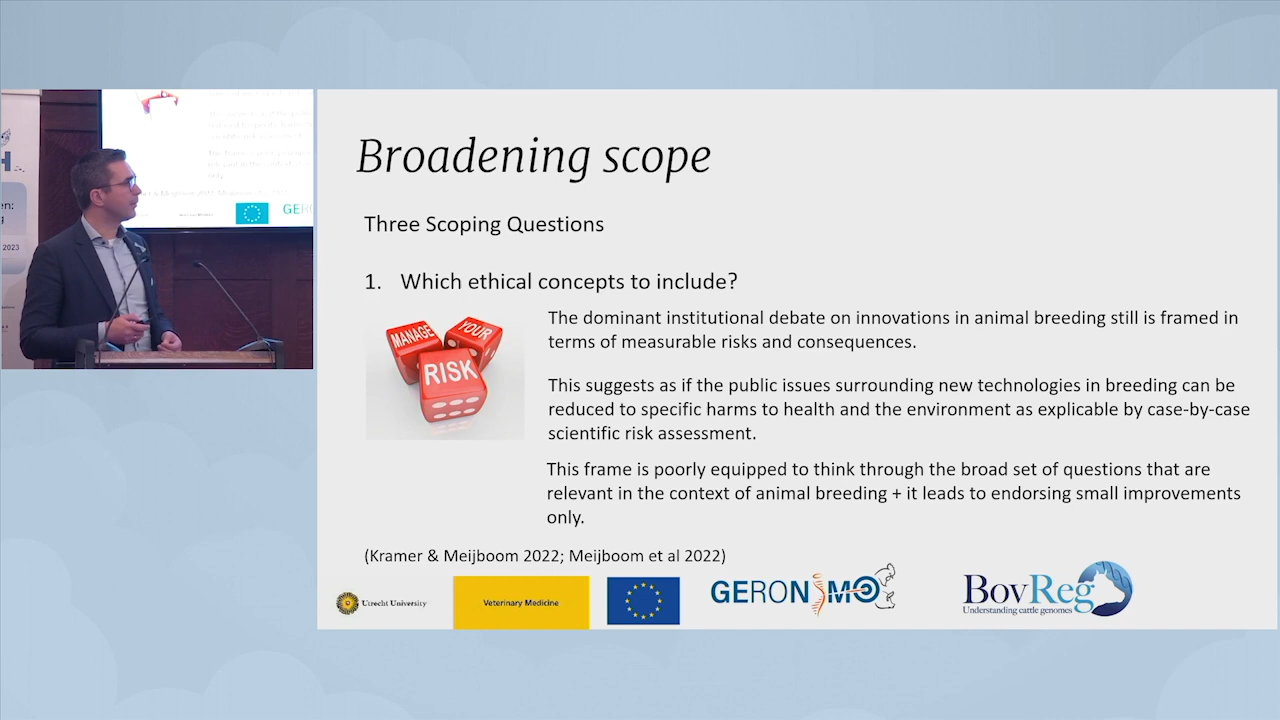 Broadening scope
Three Scoping Questions
1. Which ethical concepts to include?
MANAGE YOUR
RISK
The dominant institutional debate on innovations in animal breeding still is framed in
terms of measurable risks and consequences.
This suggests as if the public issues surrounding new technologies in breeding can be
reduced to specific harms to health and the environment as explicable by case-by-case
scientific risk assessment.
This frame is poorly equipped to think through the broad set of questions that are
relevant in the context of animal breeding + it leads to endorsing small improvements
only.
(Kramer & Meijboom 2022; Meijboom et al 2022)
Utrecht University
Veterinary Medicine
GERONIMO
BovReg
Understanding cattle genomes
H
en:
g
2023
GER